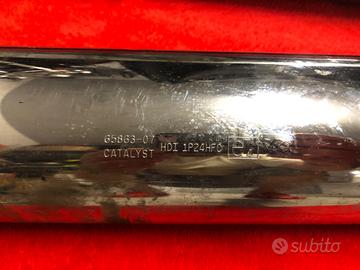 65863-07
CATALYST HDI 1P24HFC
subito